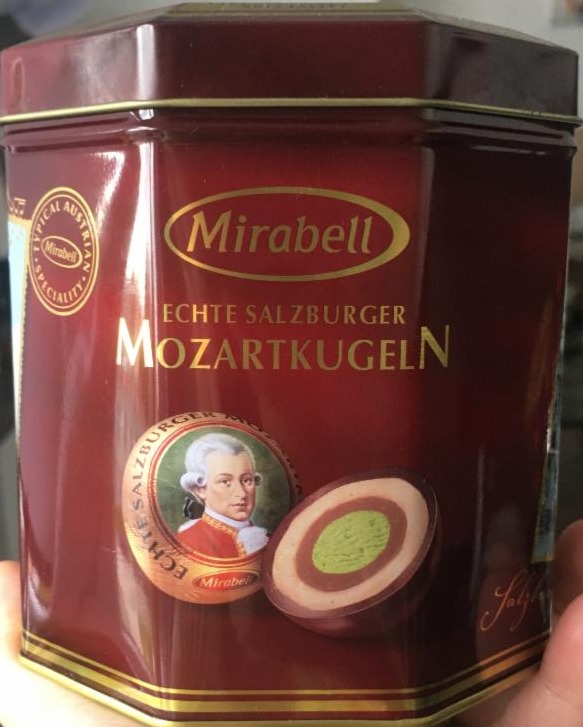 TYPICAL AUSTRIAN
Mirabell
SPECIALITY
Mirabell
ECHTE SALZBURGER
MOZARTKUGELN
ECHTE SALZBURGER
Mirabell